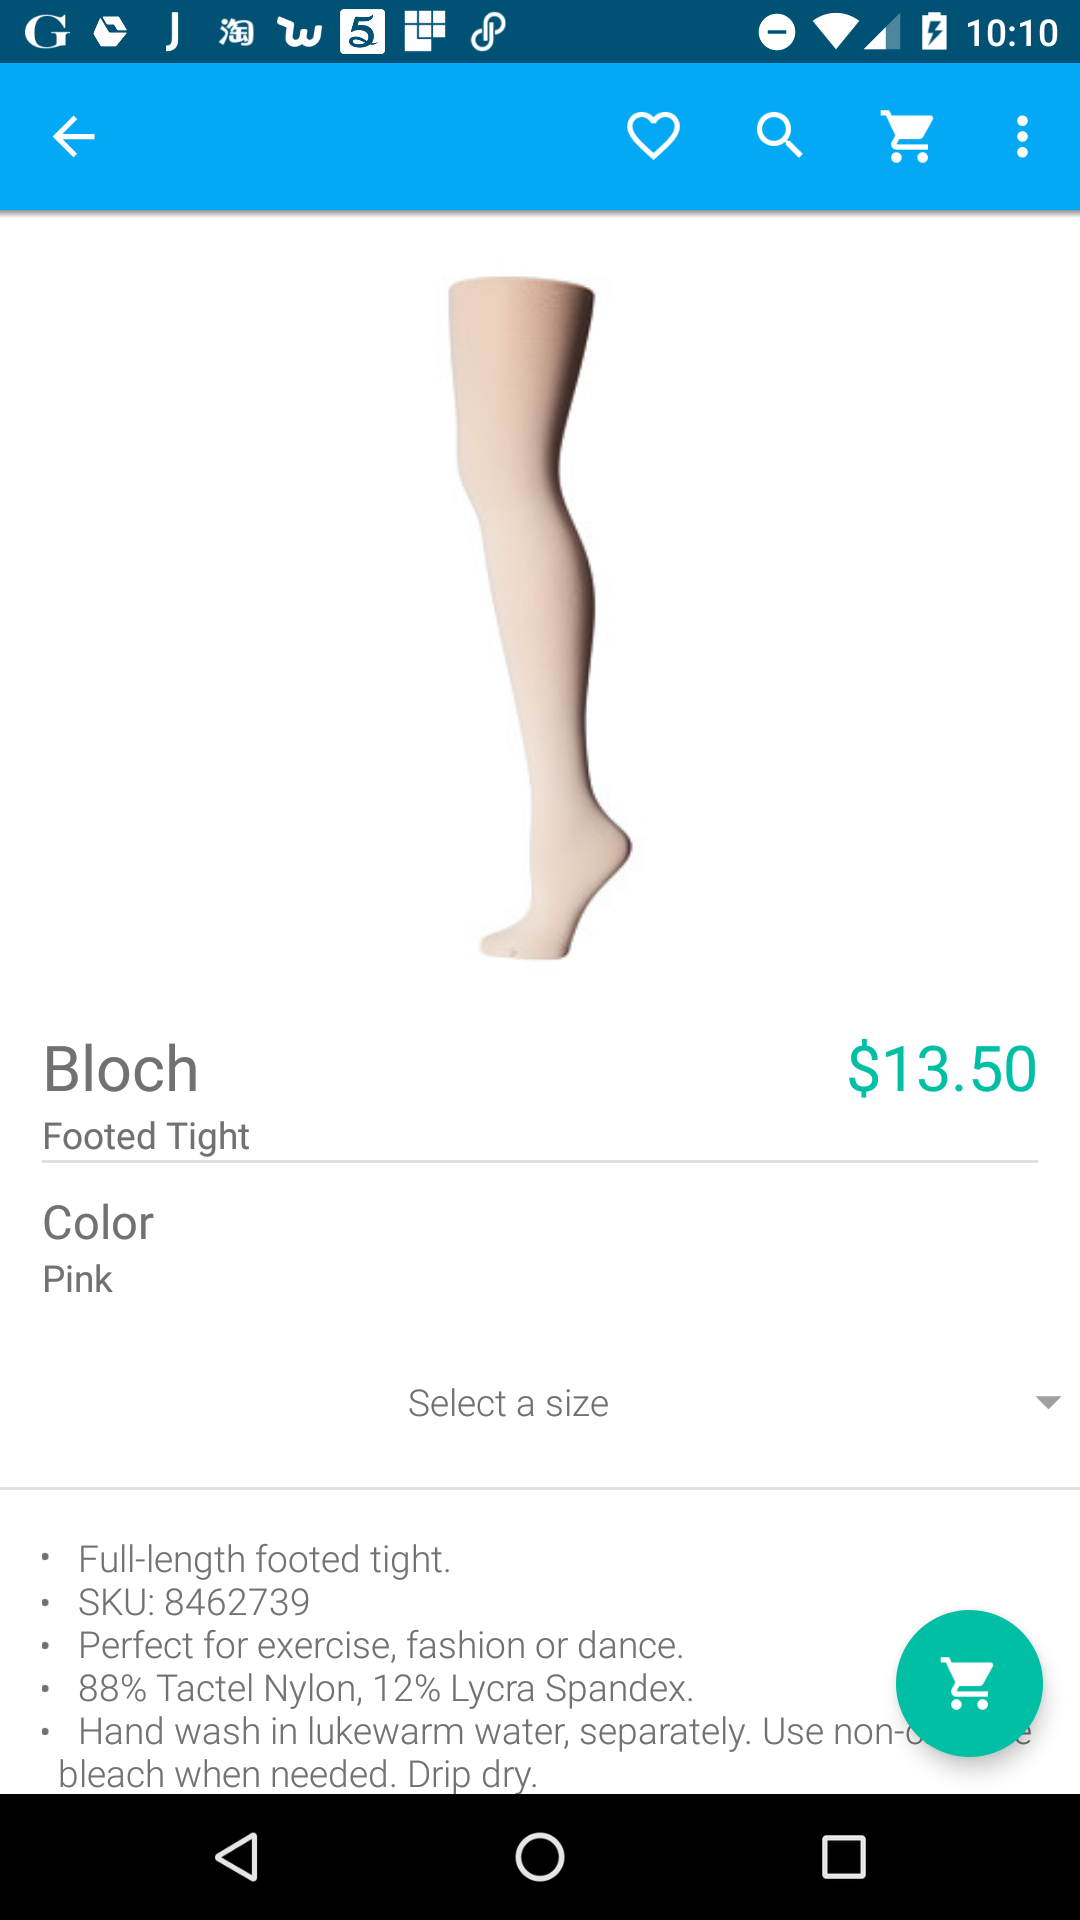 10:10
Bloch
$13.50
Footed Tight
Color
Pink
Select a size
• Full-length footed tight.
• SKU: 8462739
• Perfect for exercise, fashion or dance.
• 88% Tactel Nylon, 12% Lycra Spandex.
• Hand wash in lukewarm water, separately. Use
bleach when needed. Drip dry.